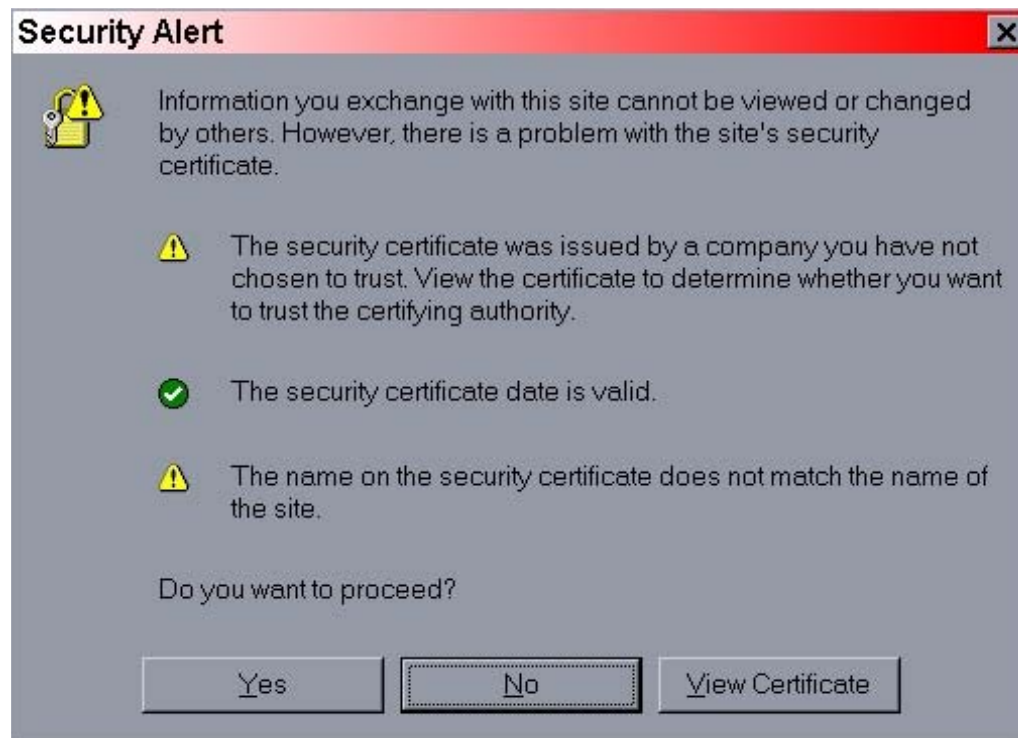 Security Alert
Information you exchange with this site cannot be viewed or changed
by others. However, there is a problem with the site's security
certificate.
The security certificate was issued by a company you have not
chosen to trust. View the certificate to determine whether you want
to trust the certifying authority.
The security certificate date is valid.
The name on the security certificate does not match the name of
the site.
Do you want to proceed?
Yes
No
View Certificate